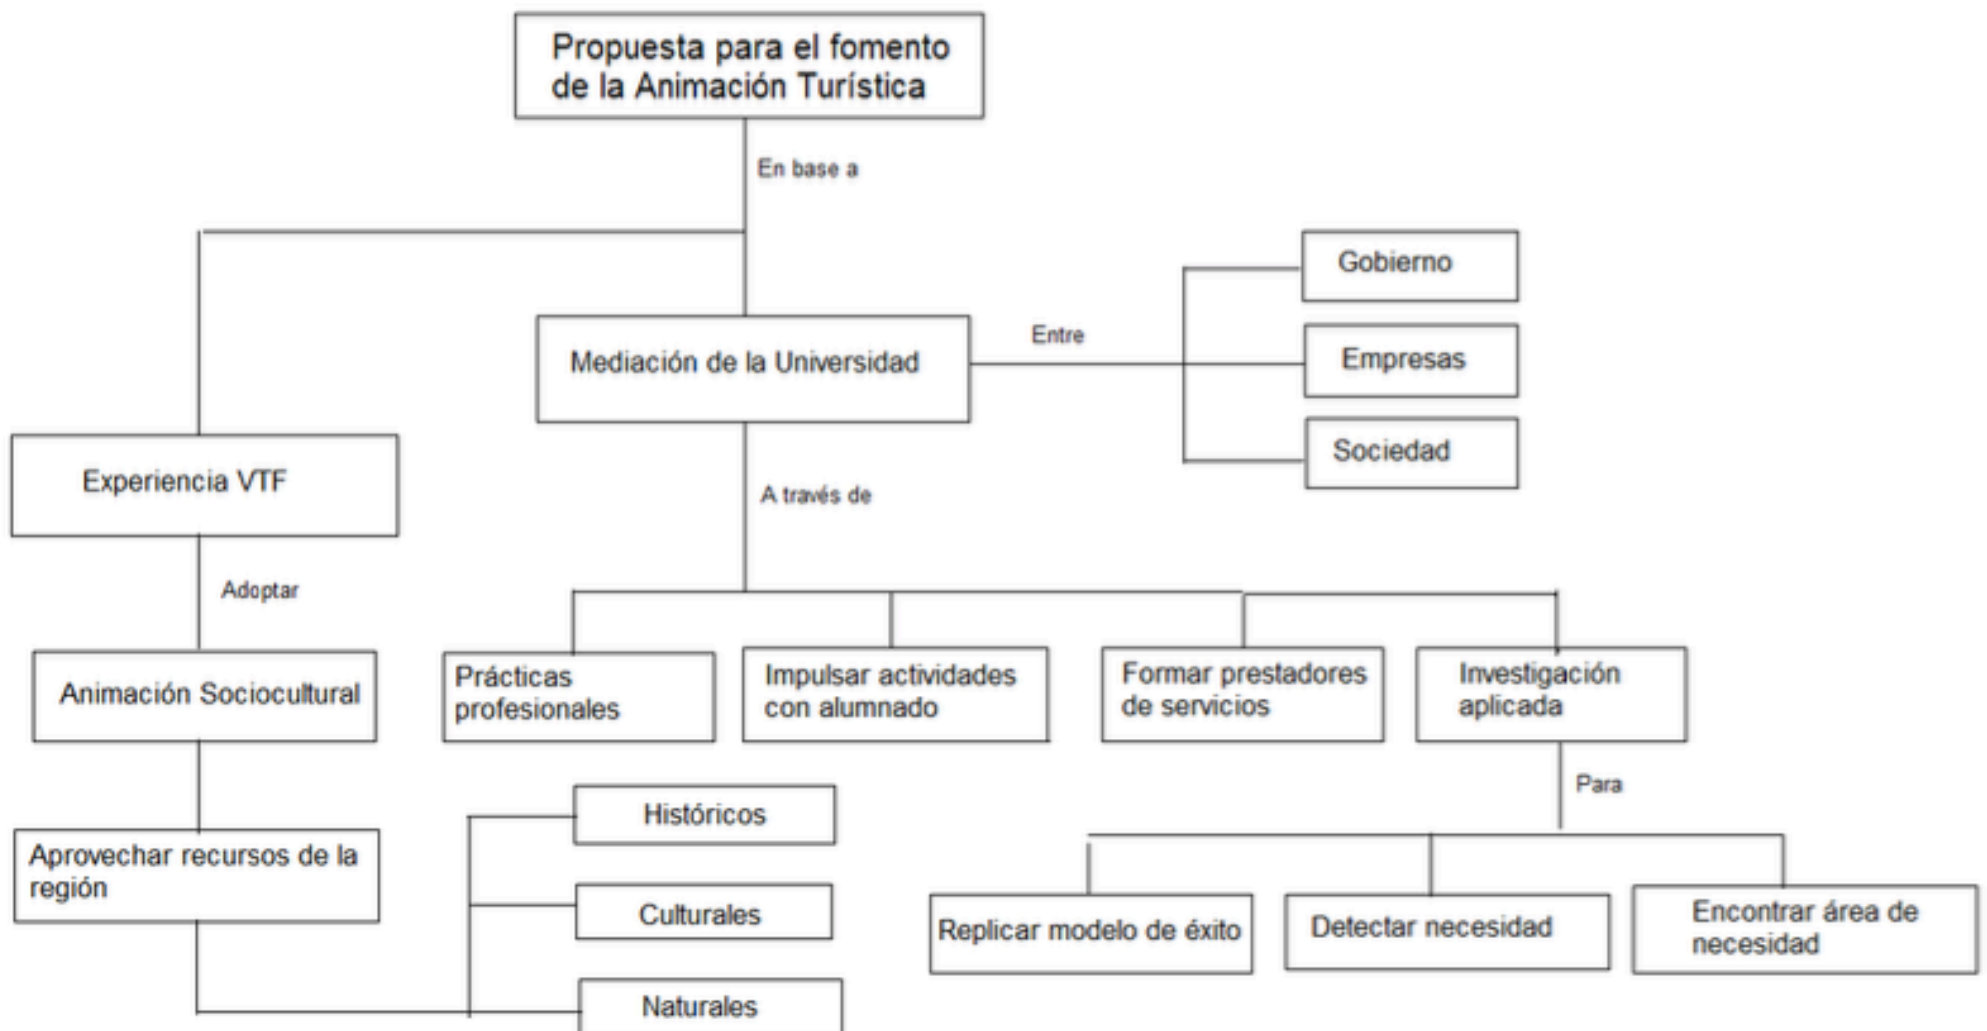 Propuesta para el fomento
de la Animación Turística
En base a
Gobierno
Entre
Mediación de la Universidad
Empresas
Sociedad
Experiencia VTF
A través de
Adoptar
Animación Sociocultural
Prácticas
profesionales
Impulsar actividades
con alumnado
Formar prestadores
de servicios
Investigación
aplicada
Para
Aprovechar recursos de la
región
Históricos
Culturales
Naturales
Replicar modelo de éxito
Detectar necesidad
Encontrar área de
necesidad